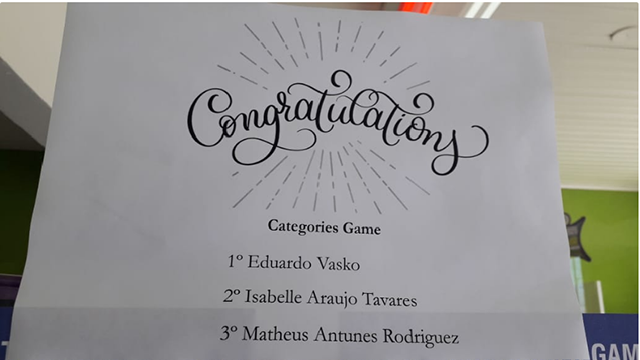 Congratulations
Categories Game
1º Eduardo Vasko
2º Isabelle Araujo Tavares
3º Matheus Antunes Rodriguez